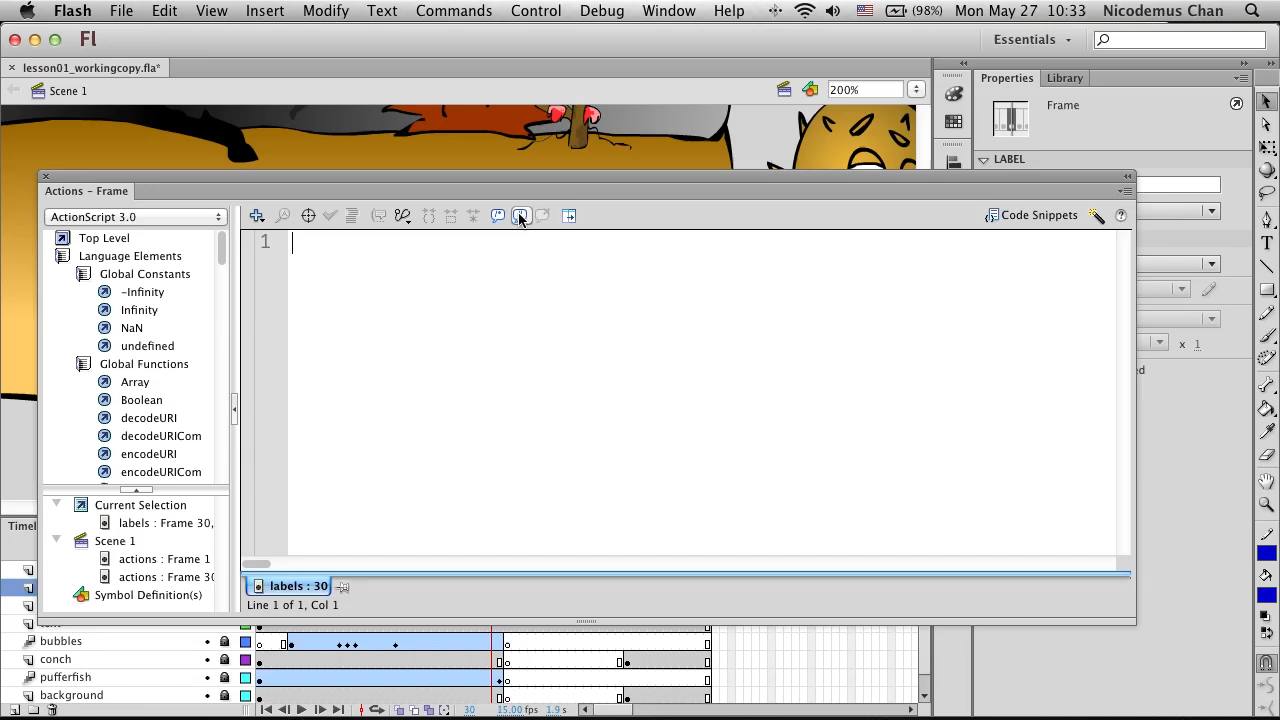 Flash File Edit View Insert Modify Text Commands Control Debug Window Help (98%) Mon May 27 10:33 Nicodemus Chan
Fl Essentials
lesson01_workingcopy.fla*
Scene 1 200%
Properties Library
Frame
LABEL
Actions – Frame
ActionScript 3.0
Code Snippets
Top Level
1
Language Elements
Global Constants
-Infinity
Infinity
NaN
x 1
undefined
Global Functions
Array
Boolean
decodeURI
decodeURICom
encodeURI
encodeURICom
Current Selection
labels : Frame 30,
Scene 1
actions : Frame 1
actions : Frame 30
labels : 30
Symbol Definition(s)
Line 1 of 1, Col 1
bubbles
conch
pufferfish
background
30 15.00 fps 1.9 s